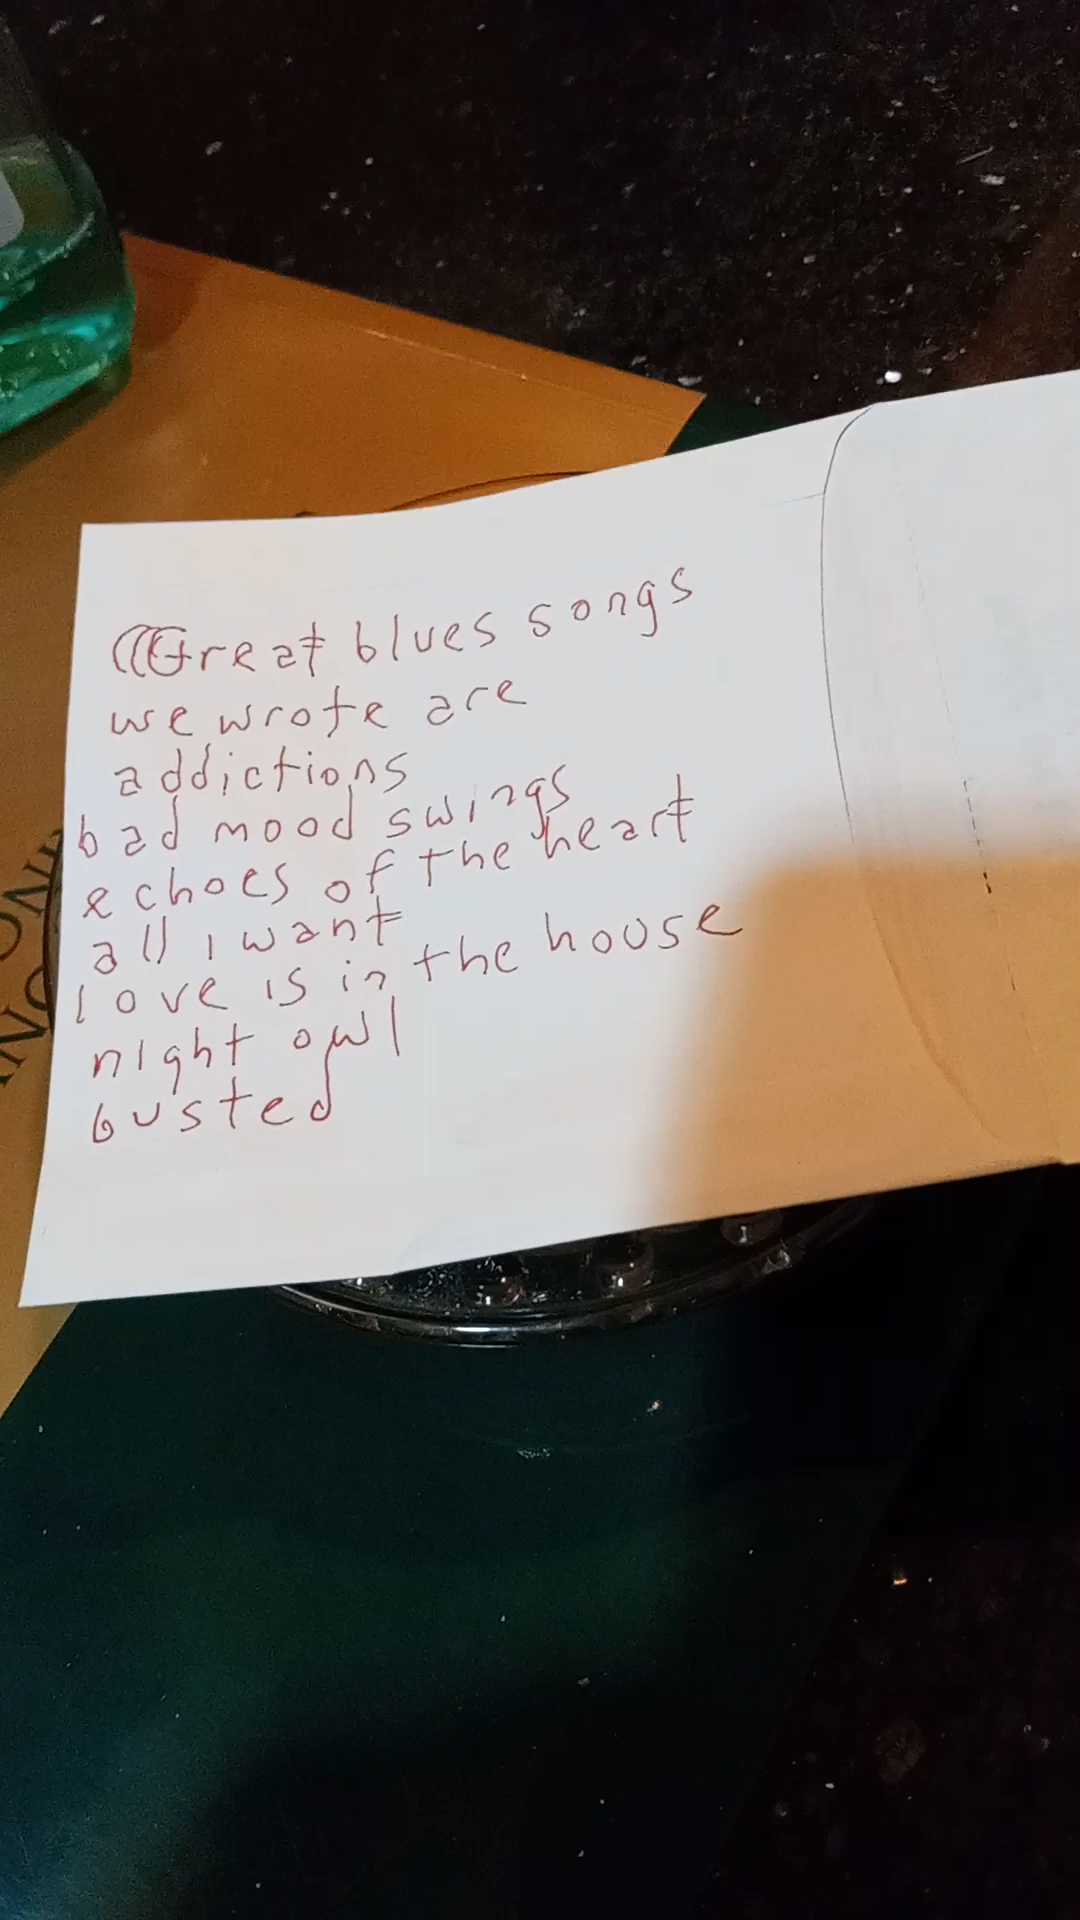 Great blues songs
we wrote are
addictions
bad mood swings
echoes of the heart
all i want
love is in the house
night owl
busted